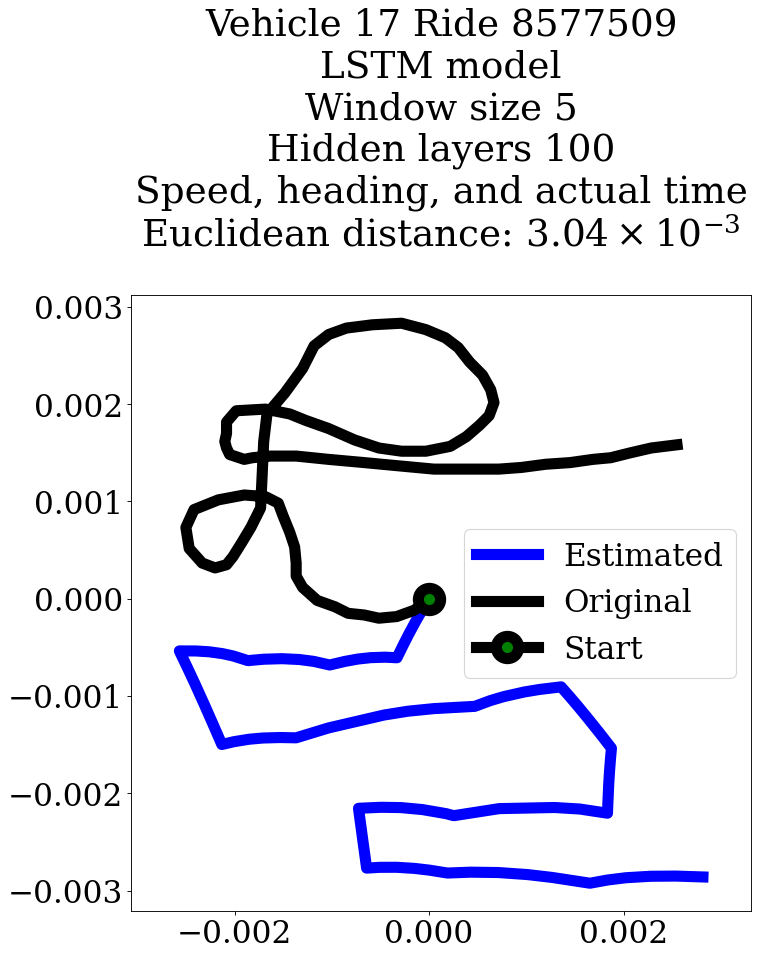 Vehicle 17 Ride 8577509
LSTM model
Window size 5
Hidden layers 100
Speed, heading, and actual time
Euclidean distance: 3.04 × 10⁻³
0.003
0.002
0.001
0.000
−0.001
−0.002
−0.003
Estimated
Original
Start
−0.002 0.000 0.002